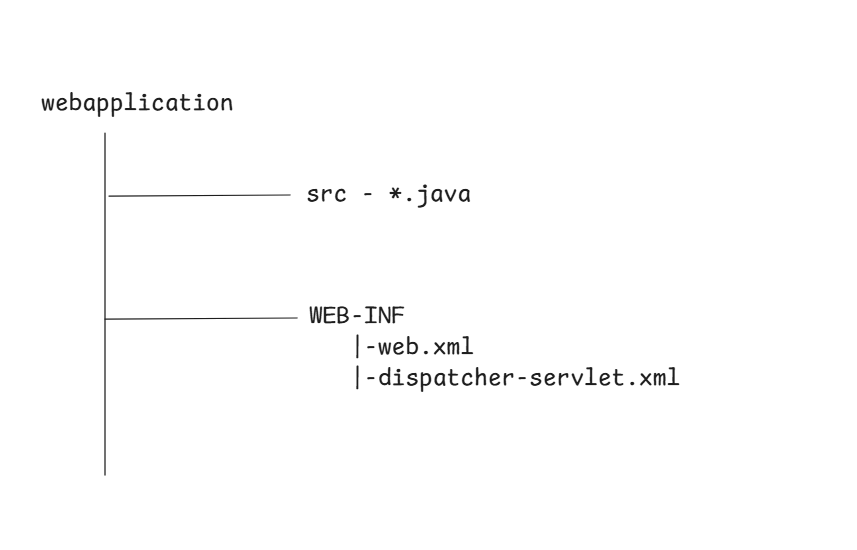 webapplication
src - *.java
WEB-INF
|-web.xml
|-dispatcher-servlet.xml